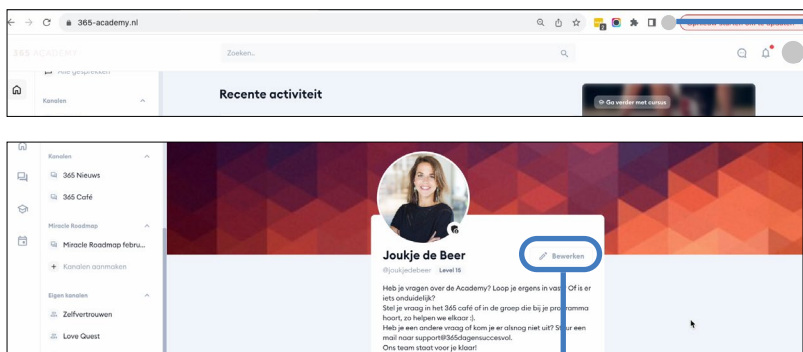 365-academy.nl
365 ACADEMY
Zoeken..
Alle gesprekken
Kanalen
Recente activiteit
Ga verder met cursus
Kanalen
365 Nieuws
365 Café
Miracle Roadmap
Miracle Roadmap febru...
+ Kanalen aanmaken
Eigen kanalen
Zelfvertrouwen
Love Quest
Joukje de Beer
Bewerken
@joukjedebeer Level 15
Heb je vragen over de Academy? Loop je ergens in vast? Of is er
iets onduidelijk?
Stel je vraag in het 365 café of in de groep die bij je programma
hoort, zo helpen we elkaar :).
Heb je een andere vraag of kom je er alsnog niet uit? Stuur een
mail naar support@365dagensuccesvol.
Ons team staat voor je klaar!